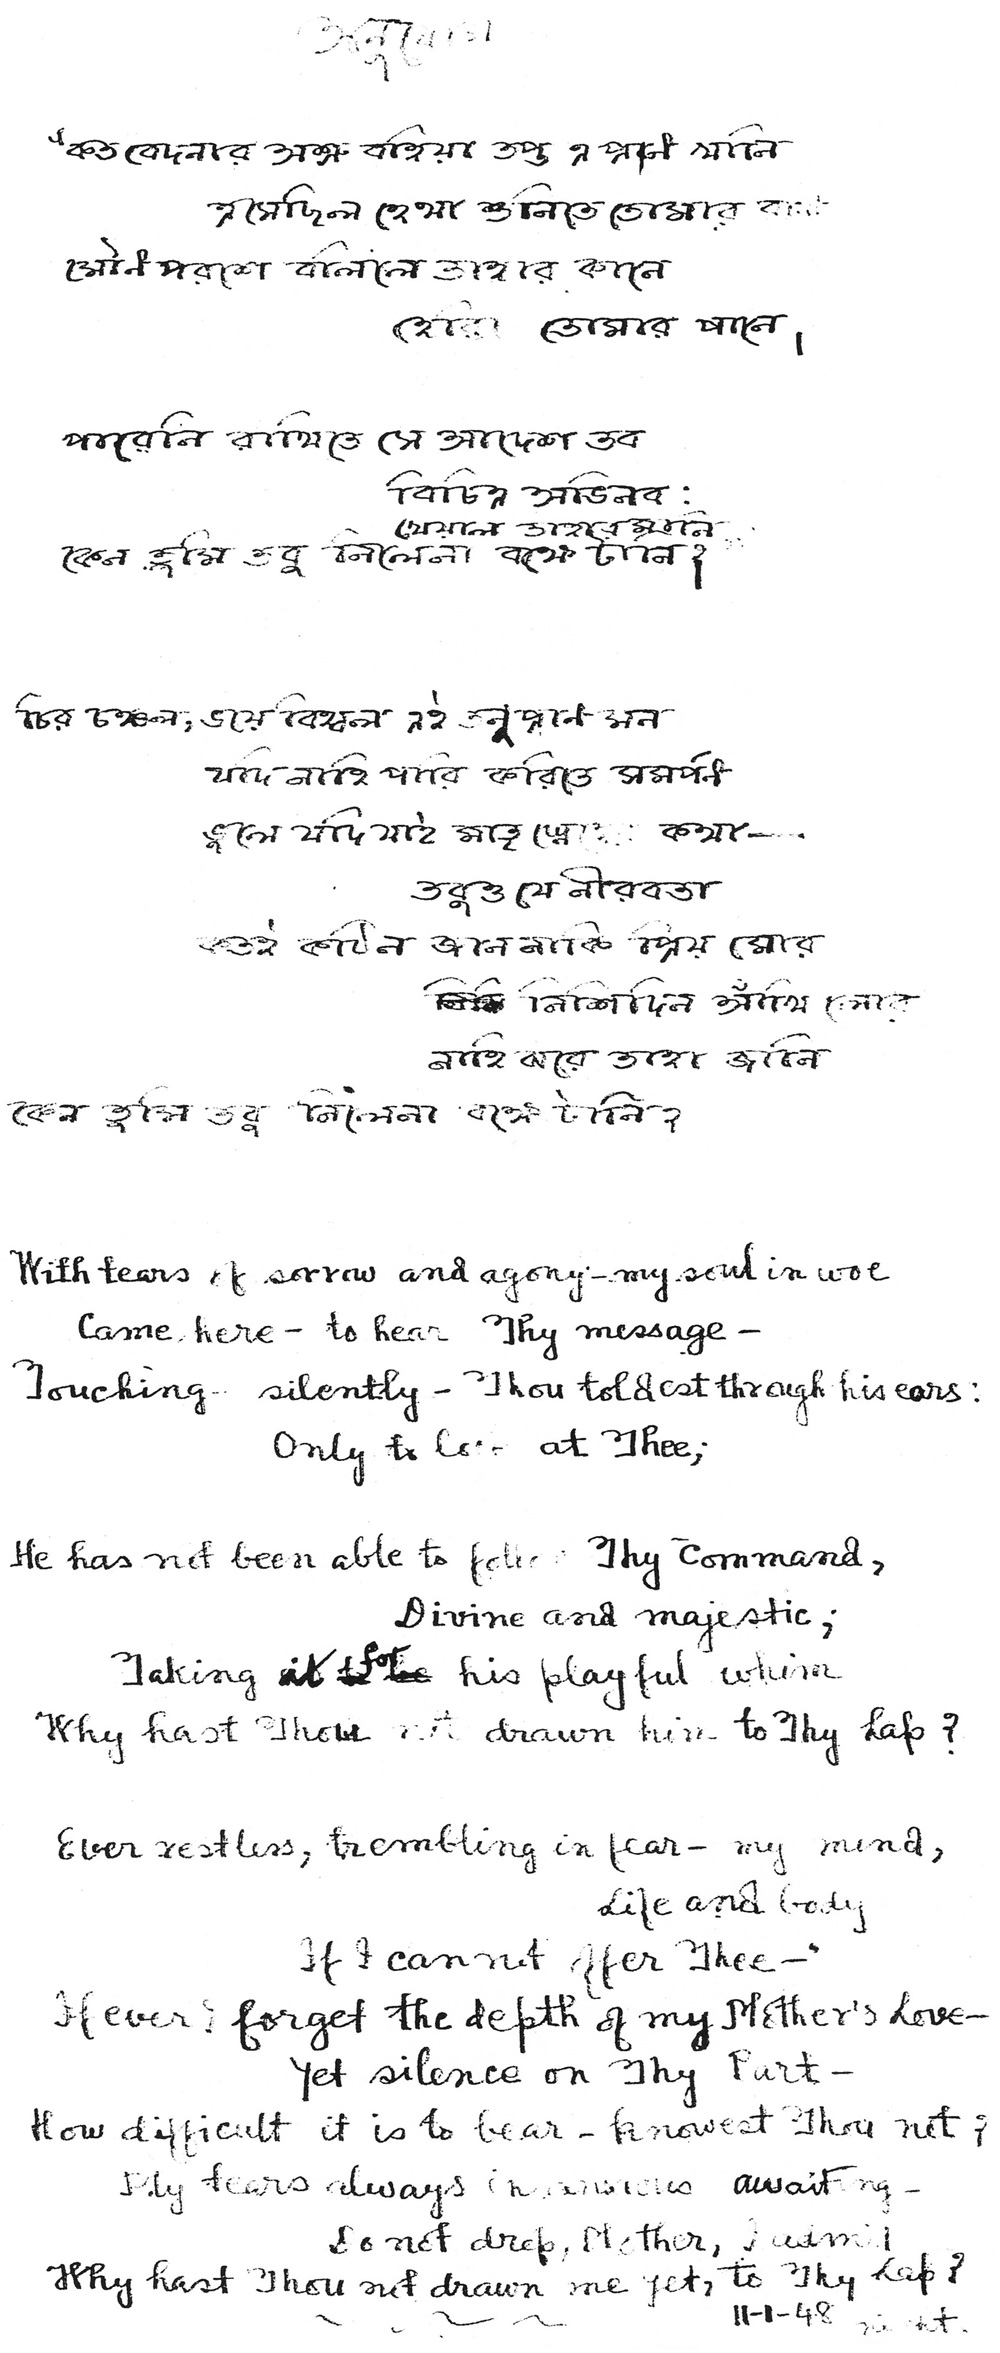 অনুযোগ
“কত বেদনার অশ্রু বহিয়া তপ্ত এ প্রাণ খানি
এসেছিল হেথা শুনিতে তোমার
মৌন পরশে বলিলে তাহার কানে
হেরিতে তোমার পানে।
পারেনি রাখিতে সে আদেশ তব
বিচিত্র অভিনব :
খেয়াল তাহারে মানি
কেন তুমি তবু নিলেনা বক্ষে টানি?
চির চঞ্চল, ভয়ে বিহ্বল এই তনু প্রাণ মন
যদি নাহি পারি করিতে সমর্পন
ভুলে যদি যাই মাতৃ স্নেহের কথা—
তবুও যে নীরবতা
কতই কঠিন জান নাকি প্রিয় মোর
নিশিদিন আঁখি লোর
নাহি ঝরে তাহা জানি
কেন তুমি তবু নিলেনা বক্ষে টানি?
With tears of sorrow and agony – my soul in woe
Came here – to hear Thy message –
Touching silently – Thou toldest through his ears:
Only to look at Thee;
He has not been able to follow Thy Command,
Divine and majestic;
Taking it for his playful whim
Why hast Thou not drawn him to Thy Lap?
Ever restless, trembling in fear – my mind,
Life and body
If I cannot offer Thee –
If ever I forget the depth of my Mother's Love –
Yet silence on Thy Part –
How difficult it is to bear – knowest Thou not?
My tears always in anxious awaiting –
Do not drop, Mother, I admit
Why hast Thou not drawn me yet, to Thy Lap?
11-1-48 night.